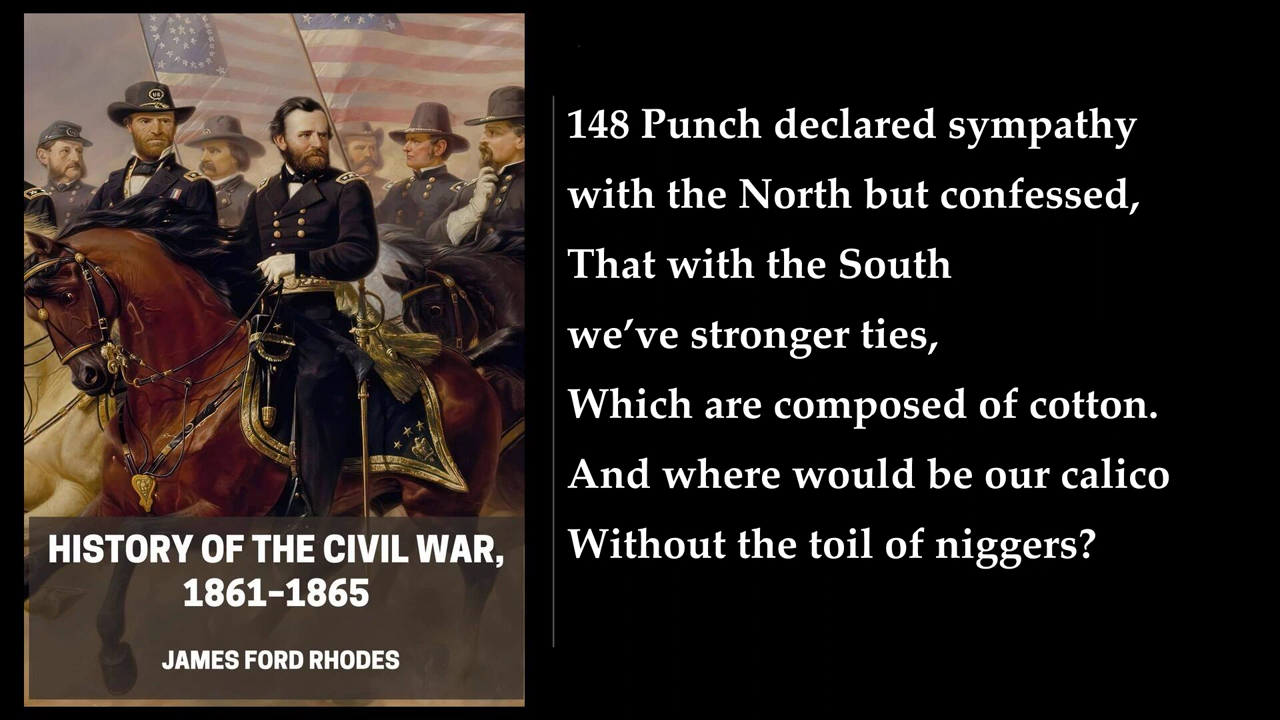 148 Punch declared sympathy
with the North but confessed,
That with the South
we’ve stronger ties,
Which are composed of cotton.
And where would be our calico
Without the toil of niggers?
HISTORY OF THE CIVIL WAR,
1861–1865
JAMES FORD RHODES